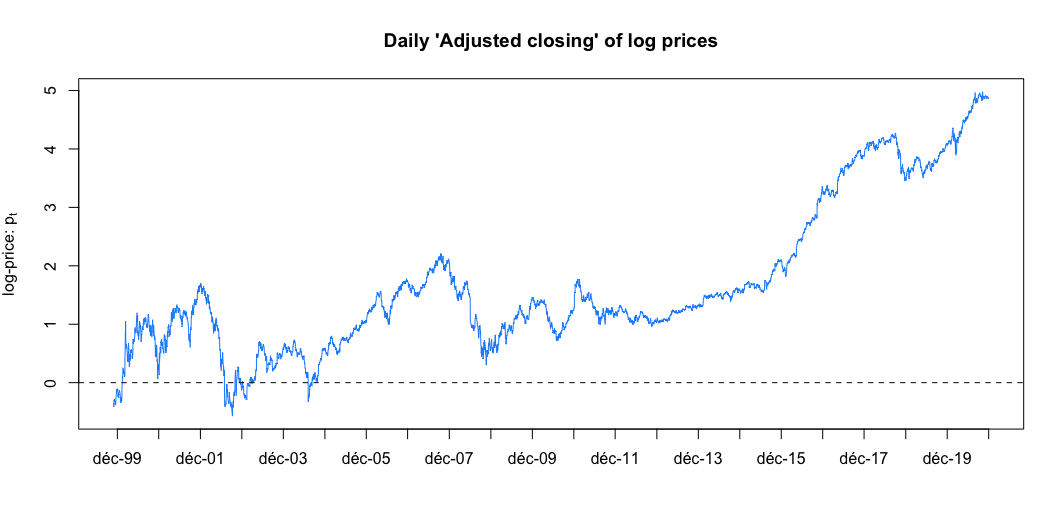 Daily 'Adjusted closing' of log prices
log-price: pt
5
4
3
2
1
0
déc-99 déc-01 déc-03 déc-05 déc-07 déc-09 déc-11 déc-13 déc-15 déc-17 déc-19